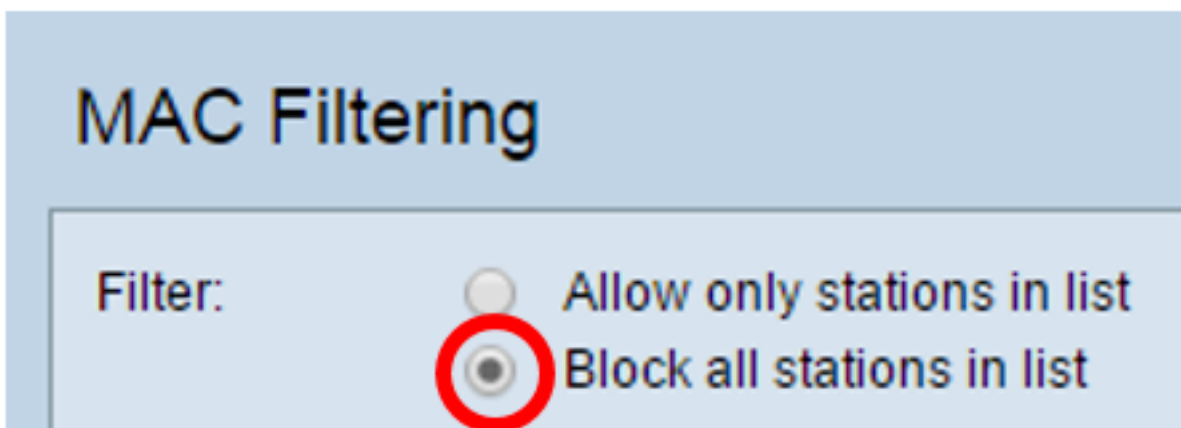 MAC Filtering
Filter: Allow only stations in list
Block all stations in list